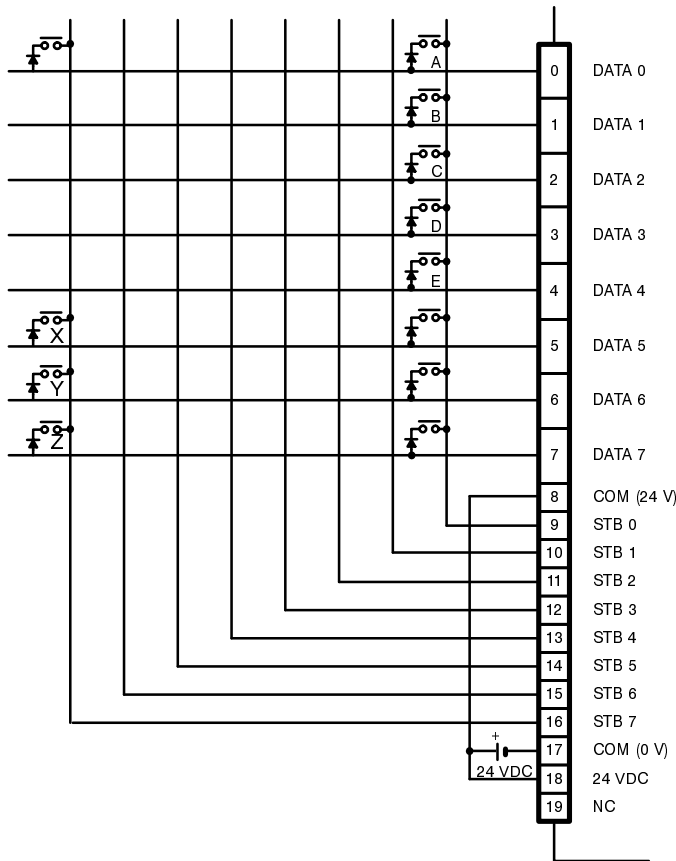 A 0 DATA 0
B 1 DATA 1
C 2 DATA 2
D 3 DATA 3
E 4 DATA 4
X 5 DATA 5
Y 6 DATA 6
Z 7 DATA 7
8 COM (24 V)
9 STB 0
10 STB 1
11 STB 2
12 STB 3
13 STB 4
14 STB 5
15 STB 6
16 STB 7
+ 17 COM (0 V)
24 VDC 18 24 VDC
19 NC